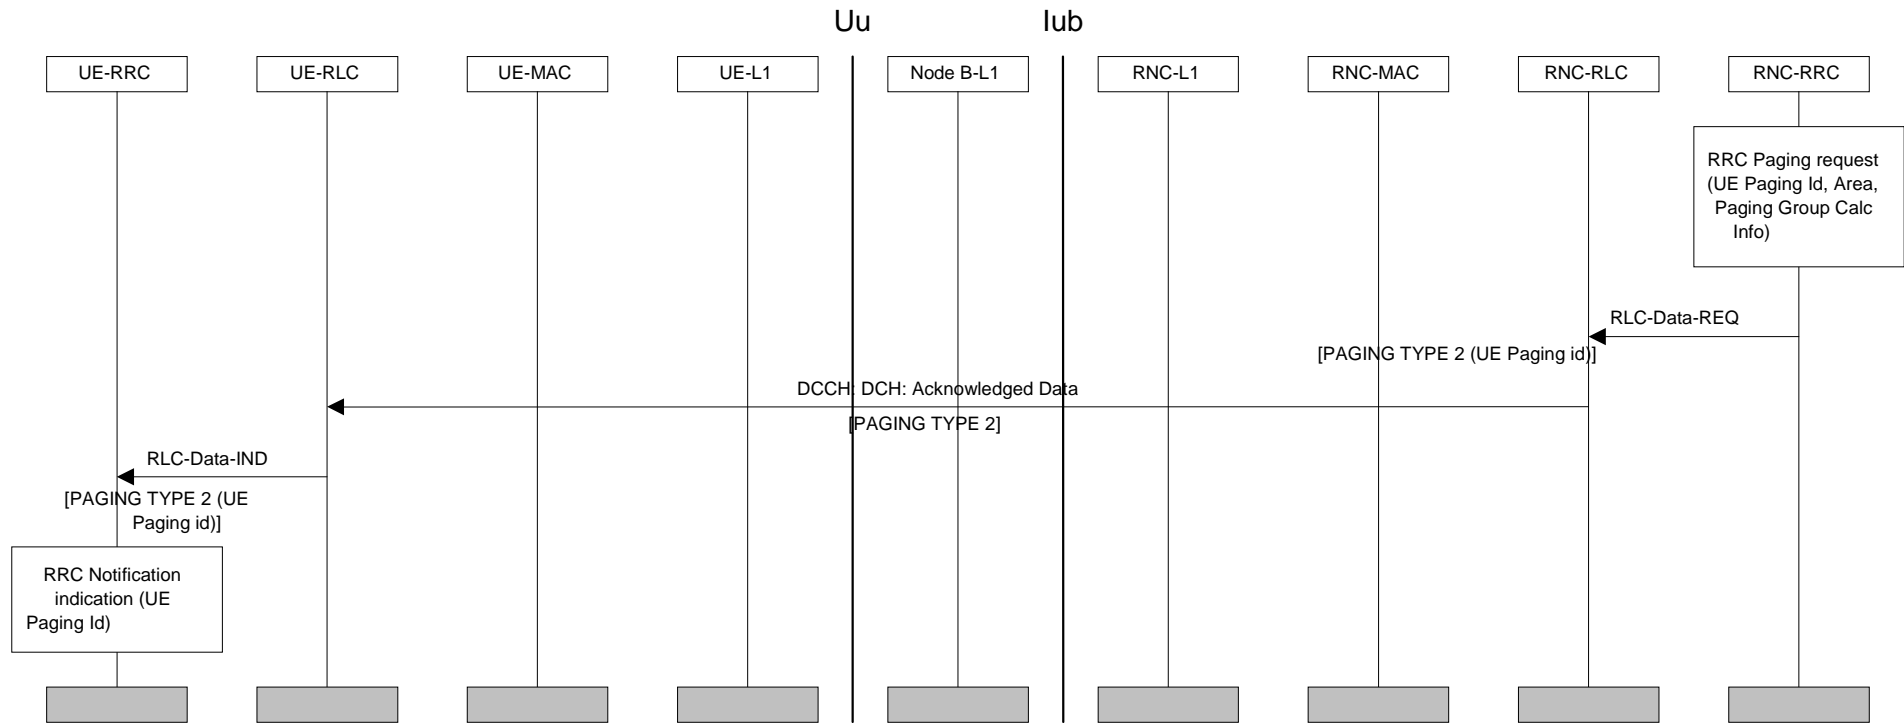 Uu
Iub
UE-RRC
UE-RLC
UE-MAC
UE-L1
Node B-L1
RNC-L1
RNC-MAC
RNC-RLC
RNC-RRC
RRC Paging request
(UE Paging Id, Area,
Paging Group Calc
Info)
RLC-Data-REQ
[PAGING TYPE 2 (UE Paging id)]
DCCH: DCH: Acknowledged Data
[PAGING TYPE 2]
RLC-Data-IND
[PAGING TYPE 2 (UE
Paging id)]
RRC Notification
indication (UE
Paging Id)